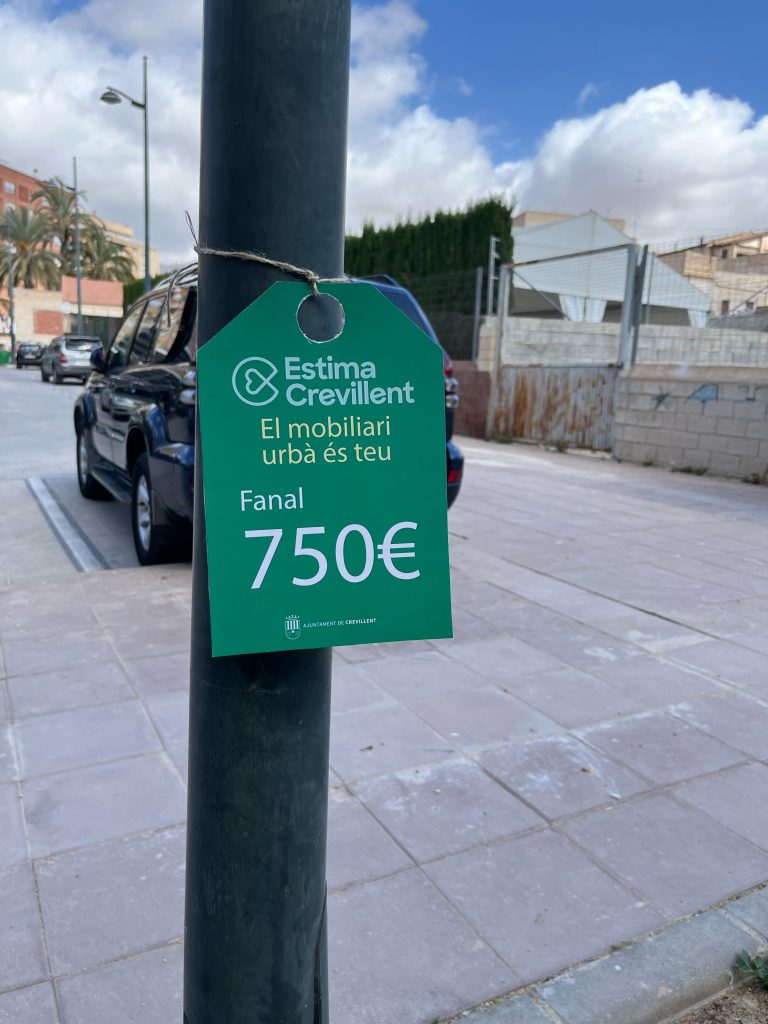 Estima
Crevillent
El mobiliari
urbà és teu
Fanal
750€
AJUNTAMENT DE CREVILLENT